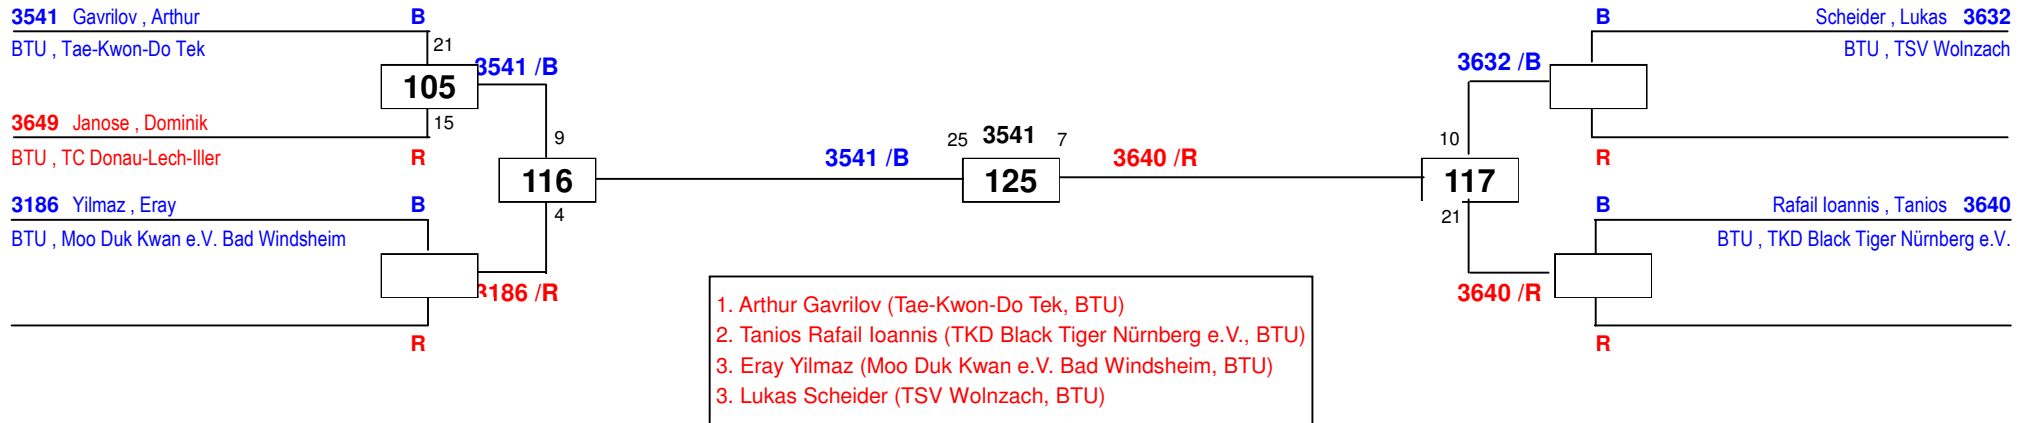 3541 Gavrilov , Arthur B
BTU , Tae-Kwon-Do Tek
21
3541 /B
105
3649 Janose , Dominik
15
BTU , TC Donau-Lech-Iller R
9
116
4
3186 Yilmaz , Eray B
BTU , Moo Duk Kwan e.V. Bad Windsheim
3186 /R
R
3541 /B
25 3541 7
125
3640 /R
B Scheider , Lukas 3632
BTU , TSV Wolnzach
3632 /B
R
10
117
21
B Rafail Ioannis , Tanios 3640
BTU , TKD Black Tiger Nürnberg e.V.
3640 /R
R
1. Arthur Gavrilov (Tae-Kwon-Do Tek, BTU)
2. Tanios Rafail Ioannis (TKD Black Tiger Nürnberg e.V., BTU)
3. Eray Yilmaz (Moo Duk Kwan e.V. Bad Windsheim, BTU)
3. Lukas Scheider (TSV Wolnzach, BTU)